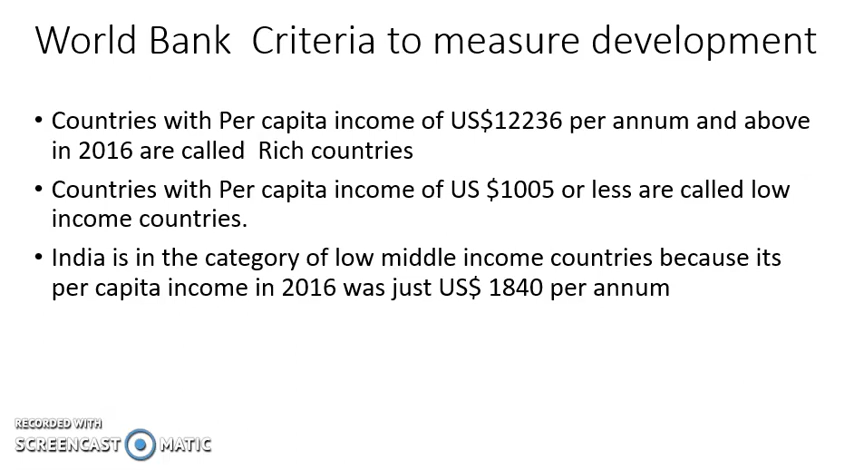 World Bank  Criteria to measure development
• Countries with Per capita income of US$12236 per annum and above
in 2016 are called  Rich countries
• Countries with Per capita income of US $1005 or less are called low
income countries.
• India is in the category of low middle income countries because its
per capita income in 2016 was just US$ 1840 per annum
RECORDED WITH
SCREENCAST MATIC